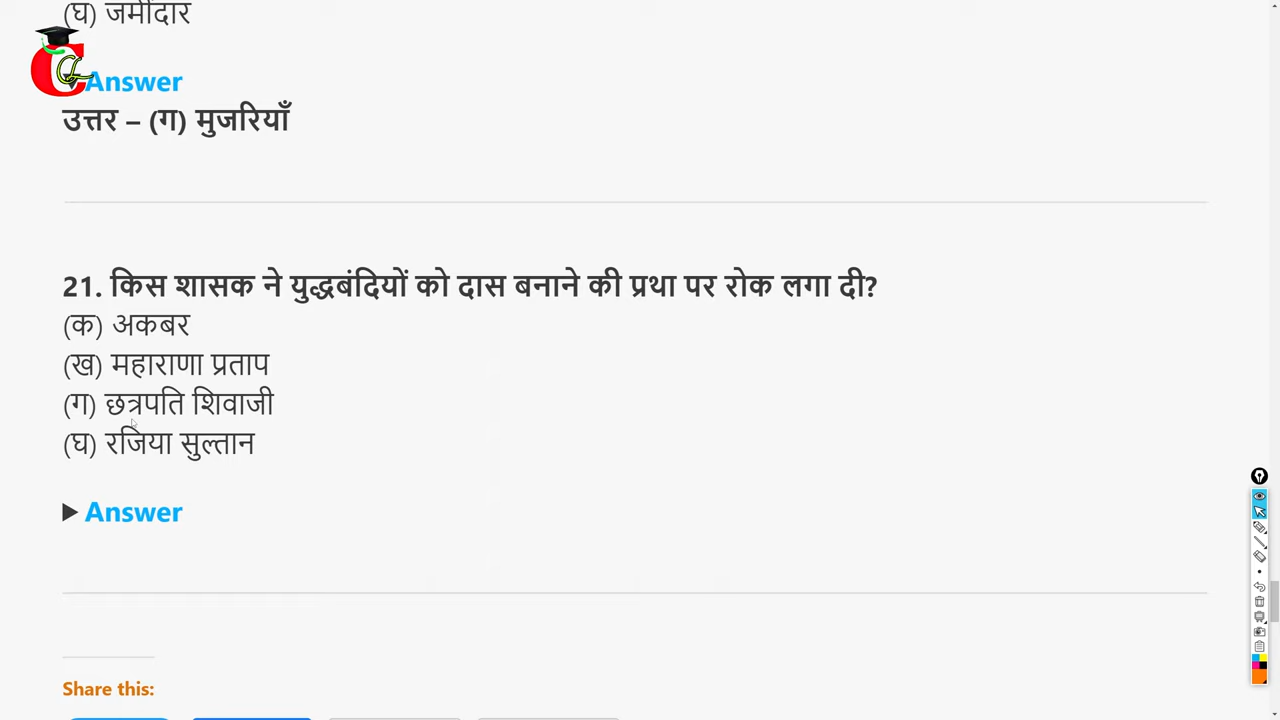 (घ) जमींदार
Answer
उत्तर – (ग) मुजरियाँ
21. किस शासक ने युद्धबंदियों को दास बनाने की प्रथा पर रोक लगा दी?
(क) अकबर
(ख) महाराणा प्रताप
(ग) छत्रपति शिवाजी
(घ) रजिया सुल्तान
Answer
Share this: